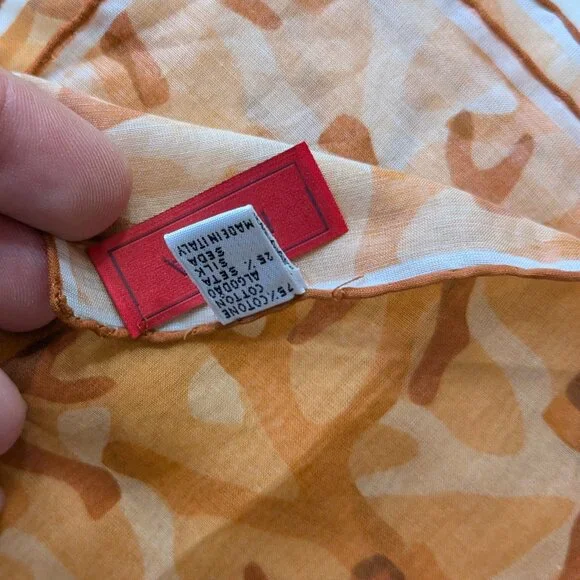 75% COTONE
COTTON
ALGODAO
25% SETA
SILK
SEDA
MADE IN ITALY